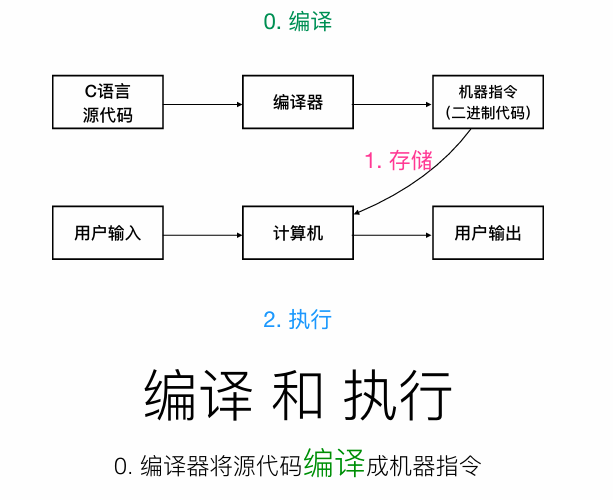 0. 编译
C语言
源代码
编译器
机器指令
（二进制代码）
1. 存储
用户输入
计算机
用户输出
2. 执行
编译 和 执行
0. 编译器将源代码编译成机器指令